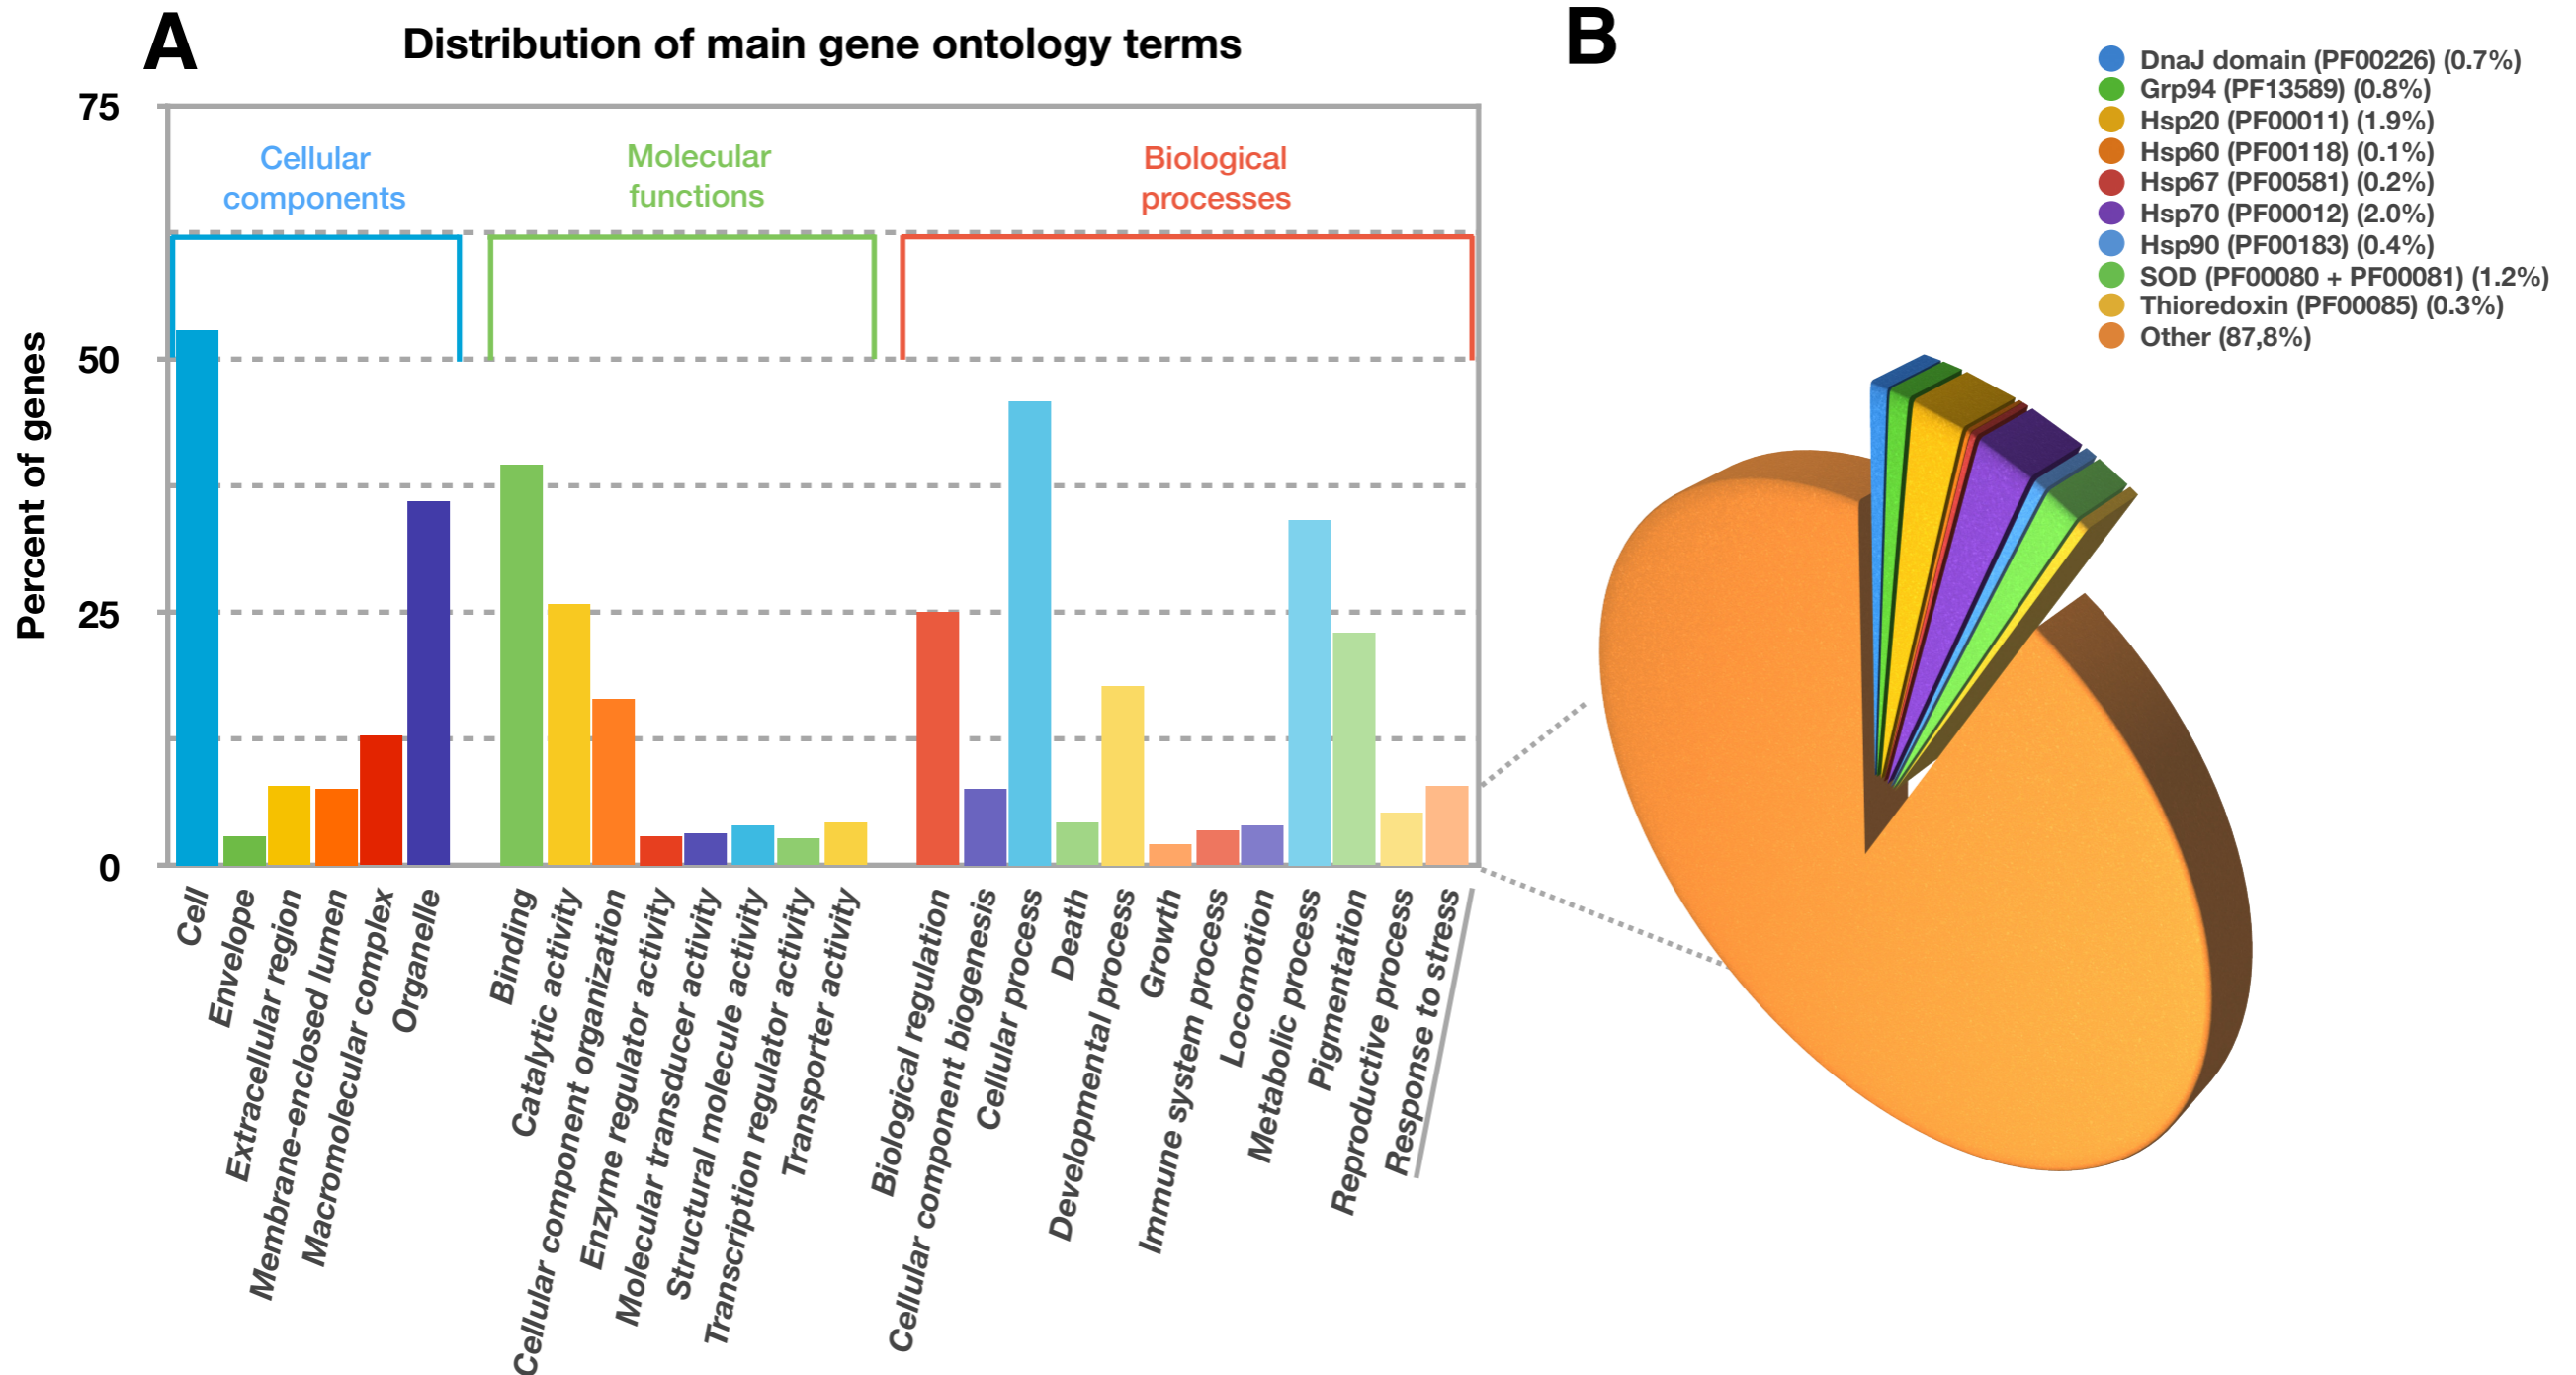 A
Distribution of main gene ontology terms
75
50
25
0
Percent of genes
Cellular
components
Molecular
functions
Biological
processes
Cell
Envelope
Extracellular region
Membrane-enclosed lumen
Macromolecular complex
Organelle
Binding
Catalytic activity
Cellular component organization
Enzyme regulator activity
Molecular transducer activity
Structural molecule activity
Transcription regulator activity
Transporter activity
Biological regulation
Cellular component biogenesis
Cellular process
Death
Developmental process
Growth
Immune system process
Locomotion
Metabolic process
Pigmentation
Reproductive process
Response to stress
B
DnaJ domain (PF00226) (0.7%)
Grp94 (PF13589) (0.8%)
Hsp20 (PF00011) (1.9%)
Hsp60 (PF00118) (0.1%)
Hsp67 (PF00581) (0.2%)
Hsp70 (PF00012) (2.0%)
Hsp90 (PF00183) (0.4%)
SOD (PF00080 + PF00081) (1.2%)
Thioredoxin (PF00085) (0.3%)
Other (87,8%)